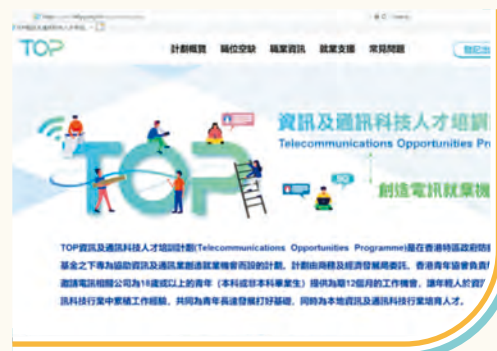 TOP
計劃概覽 職位空缺 職業資訊 就業支援 常見問題
資訊及通訊科技人才培訓
Telecommunications Opportunities Pro
TOP
5G
創造電訊就業機
TOP資訊及通訊科技人才培訓計劃(Telecommunications Opportunities Programme)是在香港特區政府防
基金之下專為協助資訊及通訊業創造就業機會而設的計劃。計劃由商務及經濟發展局委託,香港青年協會負責
邀請電訊相關公司為18歲或以上的青年 (本科或非本科畢業生) 提供為期12個月的工作機會,讓年輕人於資
訊科技行業中累積工作經驗,共同為青年長遠發展打好基礎,同時為本地資訊及通訊科技行業培育人才。